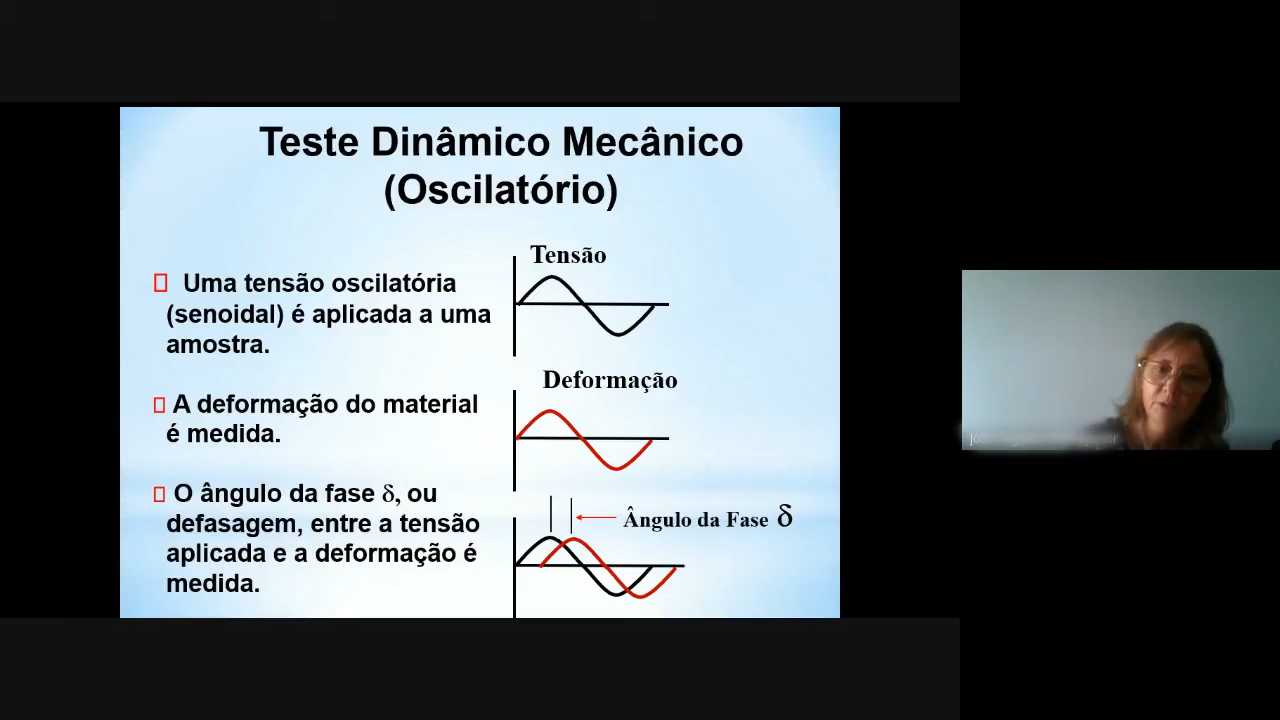 Teste Dinâmico Mecânico
(Oscilatório)
Tensão
Uma tensão oscilatória
(senoidal) é aplicada a uma
amostra.
Deformação
A deformação do material
é medida.
O ângulo da fase δ, ou
defasagem, entre a tensão
aplicada e a deformação é
medida.
Ângulo da Fase δ